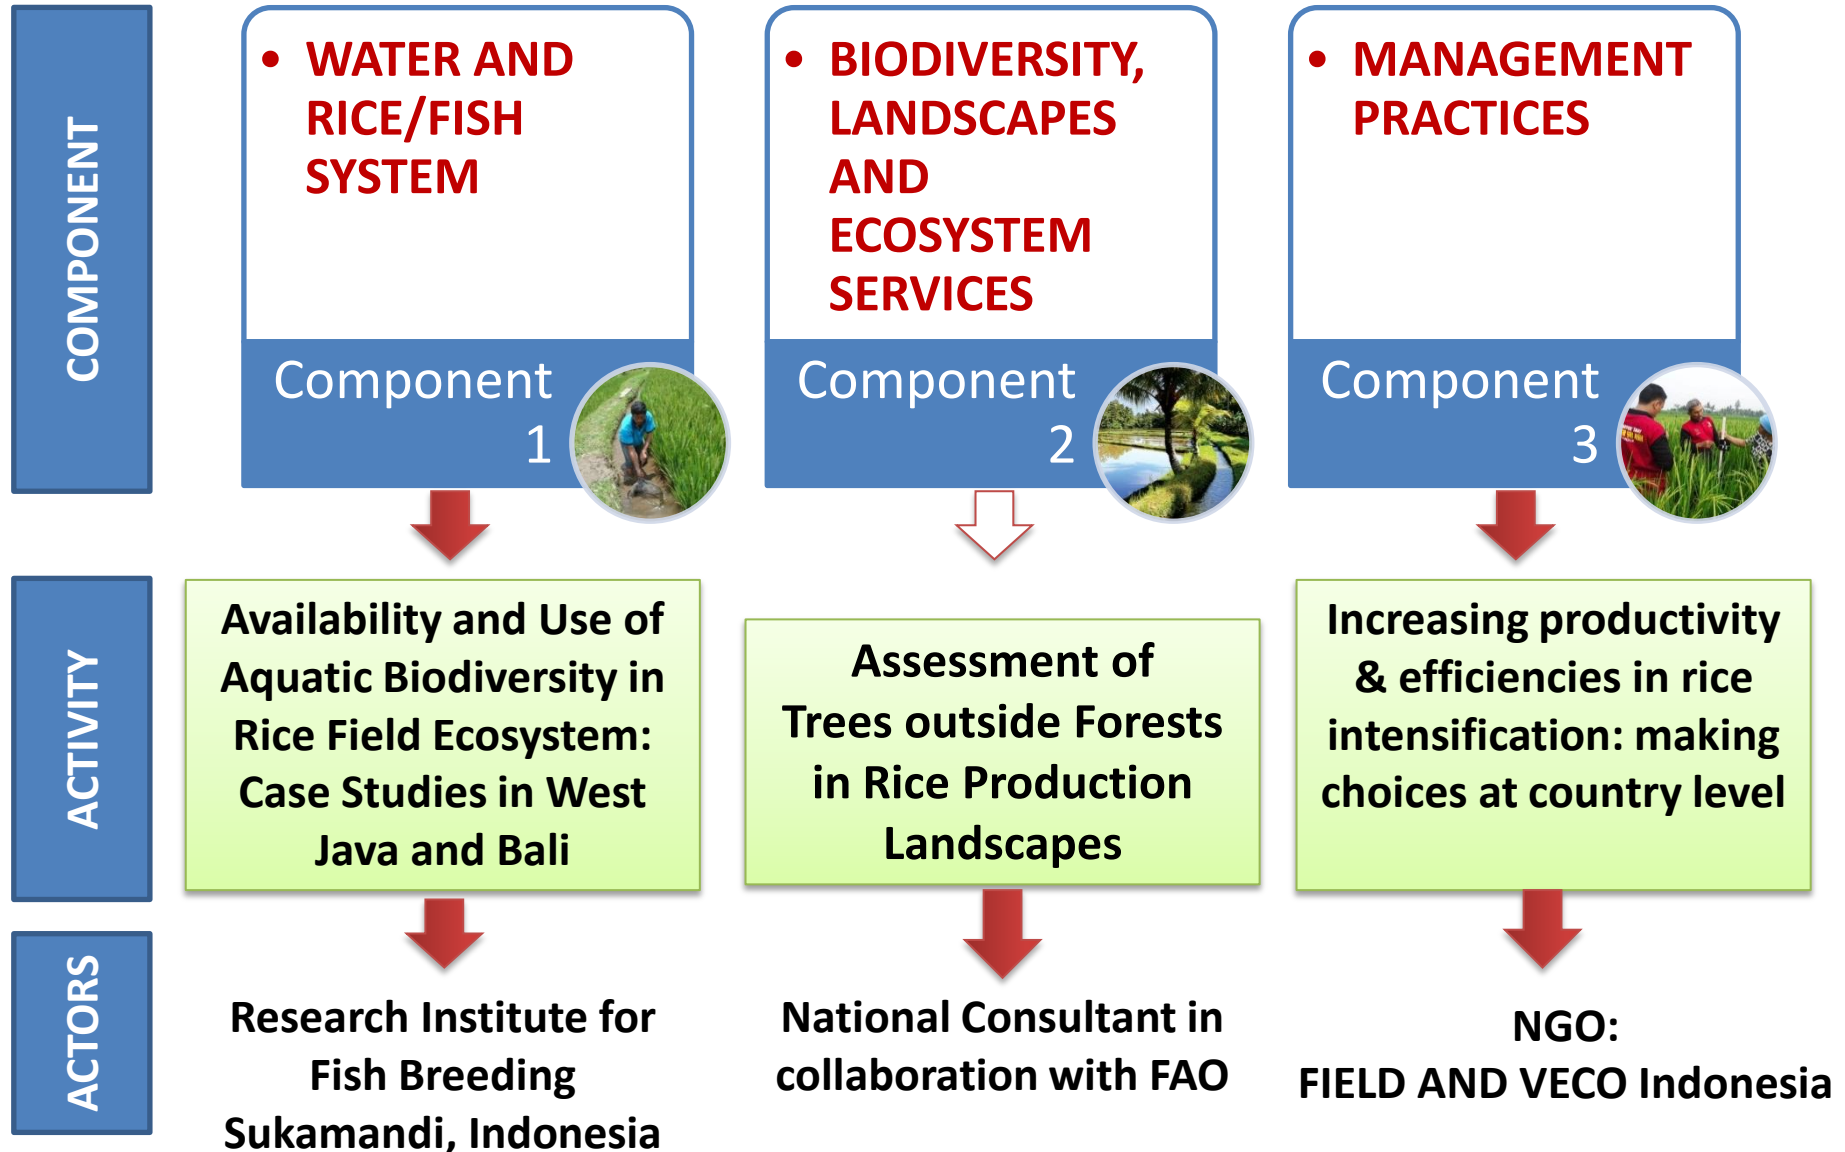 COMPONENT
• WATER AND
RICE/FISH
SYSTEM
Component
1
• BIODIVERSITY,
LANDSCAPES
AND
ECOSYSTEM
SERVICES
Component
2
• MANAGEMENT
PRACTICES
Component
3
ACTIVITY
Availability and Use of
Aquatic Biodiversity in
Rice Field Ecosystem:
Case Studies in West
Java and Bali
Assessment of
Trees outside Forests
in Rice Production
Landscapes
Increasing productivity
& efficiencies in rice
intensification: making
choices at country level
ACTORS
Research Institute for
Fish Breeding
Sukamandi, Indonesia
National Consultant in
collaboration with FAO
NGO:
FIELD AND VECO Indonesia